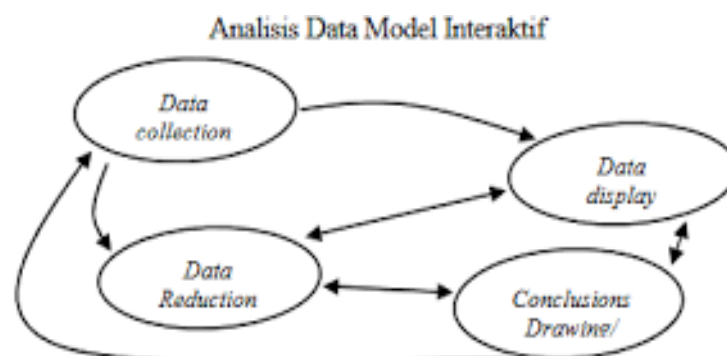 Analisis Data Model Interaktif
Data
collection
Data
display
Data
Reduction
Conclusions
Drawing/